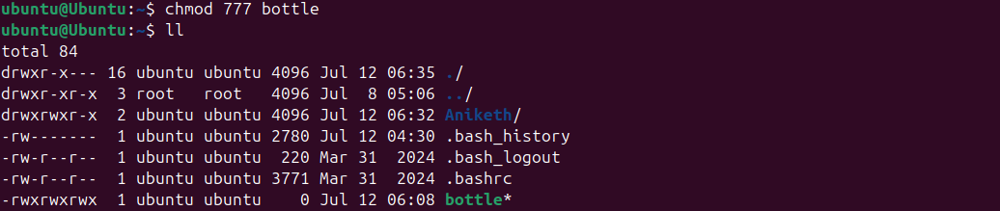 ubuntu@Ubuntu:~$ chmod 777 bottle
ubuntu@Ubuntu:~$ ll
total 84
drwxr-x--- 16 ubuntu ubuntu 4096 Jul 12 06:35 ./
drwxr-xr-x  3 root   root   4096 Jul  8 05:06 ../
drwxrwxr-x  2 ubuntu ubuntu 4096 Jul 12 06:32 Aniketh/
-rw-------  1 ubuntu ubuntu 2780 Jul 12 04:30 .bash_history
-rw-r--r--  1 ubuntu ubuntu  220 Mar 31  2024 .bash_logout
-rw-r--r--  1 ubuntu ubuntu 3771 Mar 31  2024 .bashrc
-rwxrwxrwx  1 ubuntu ubuntu    0 Jul 12 06:08 bottle*